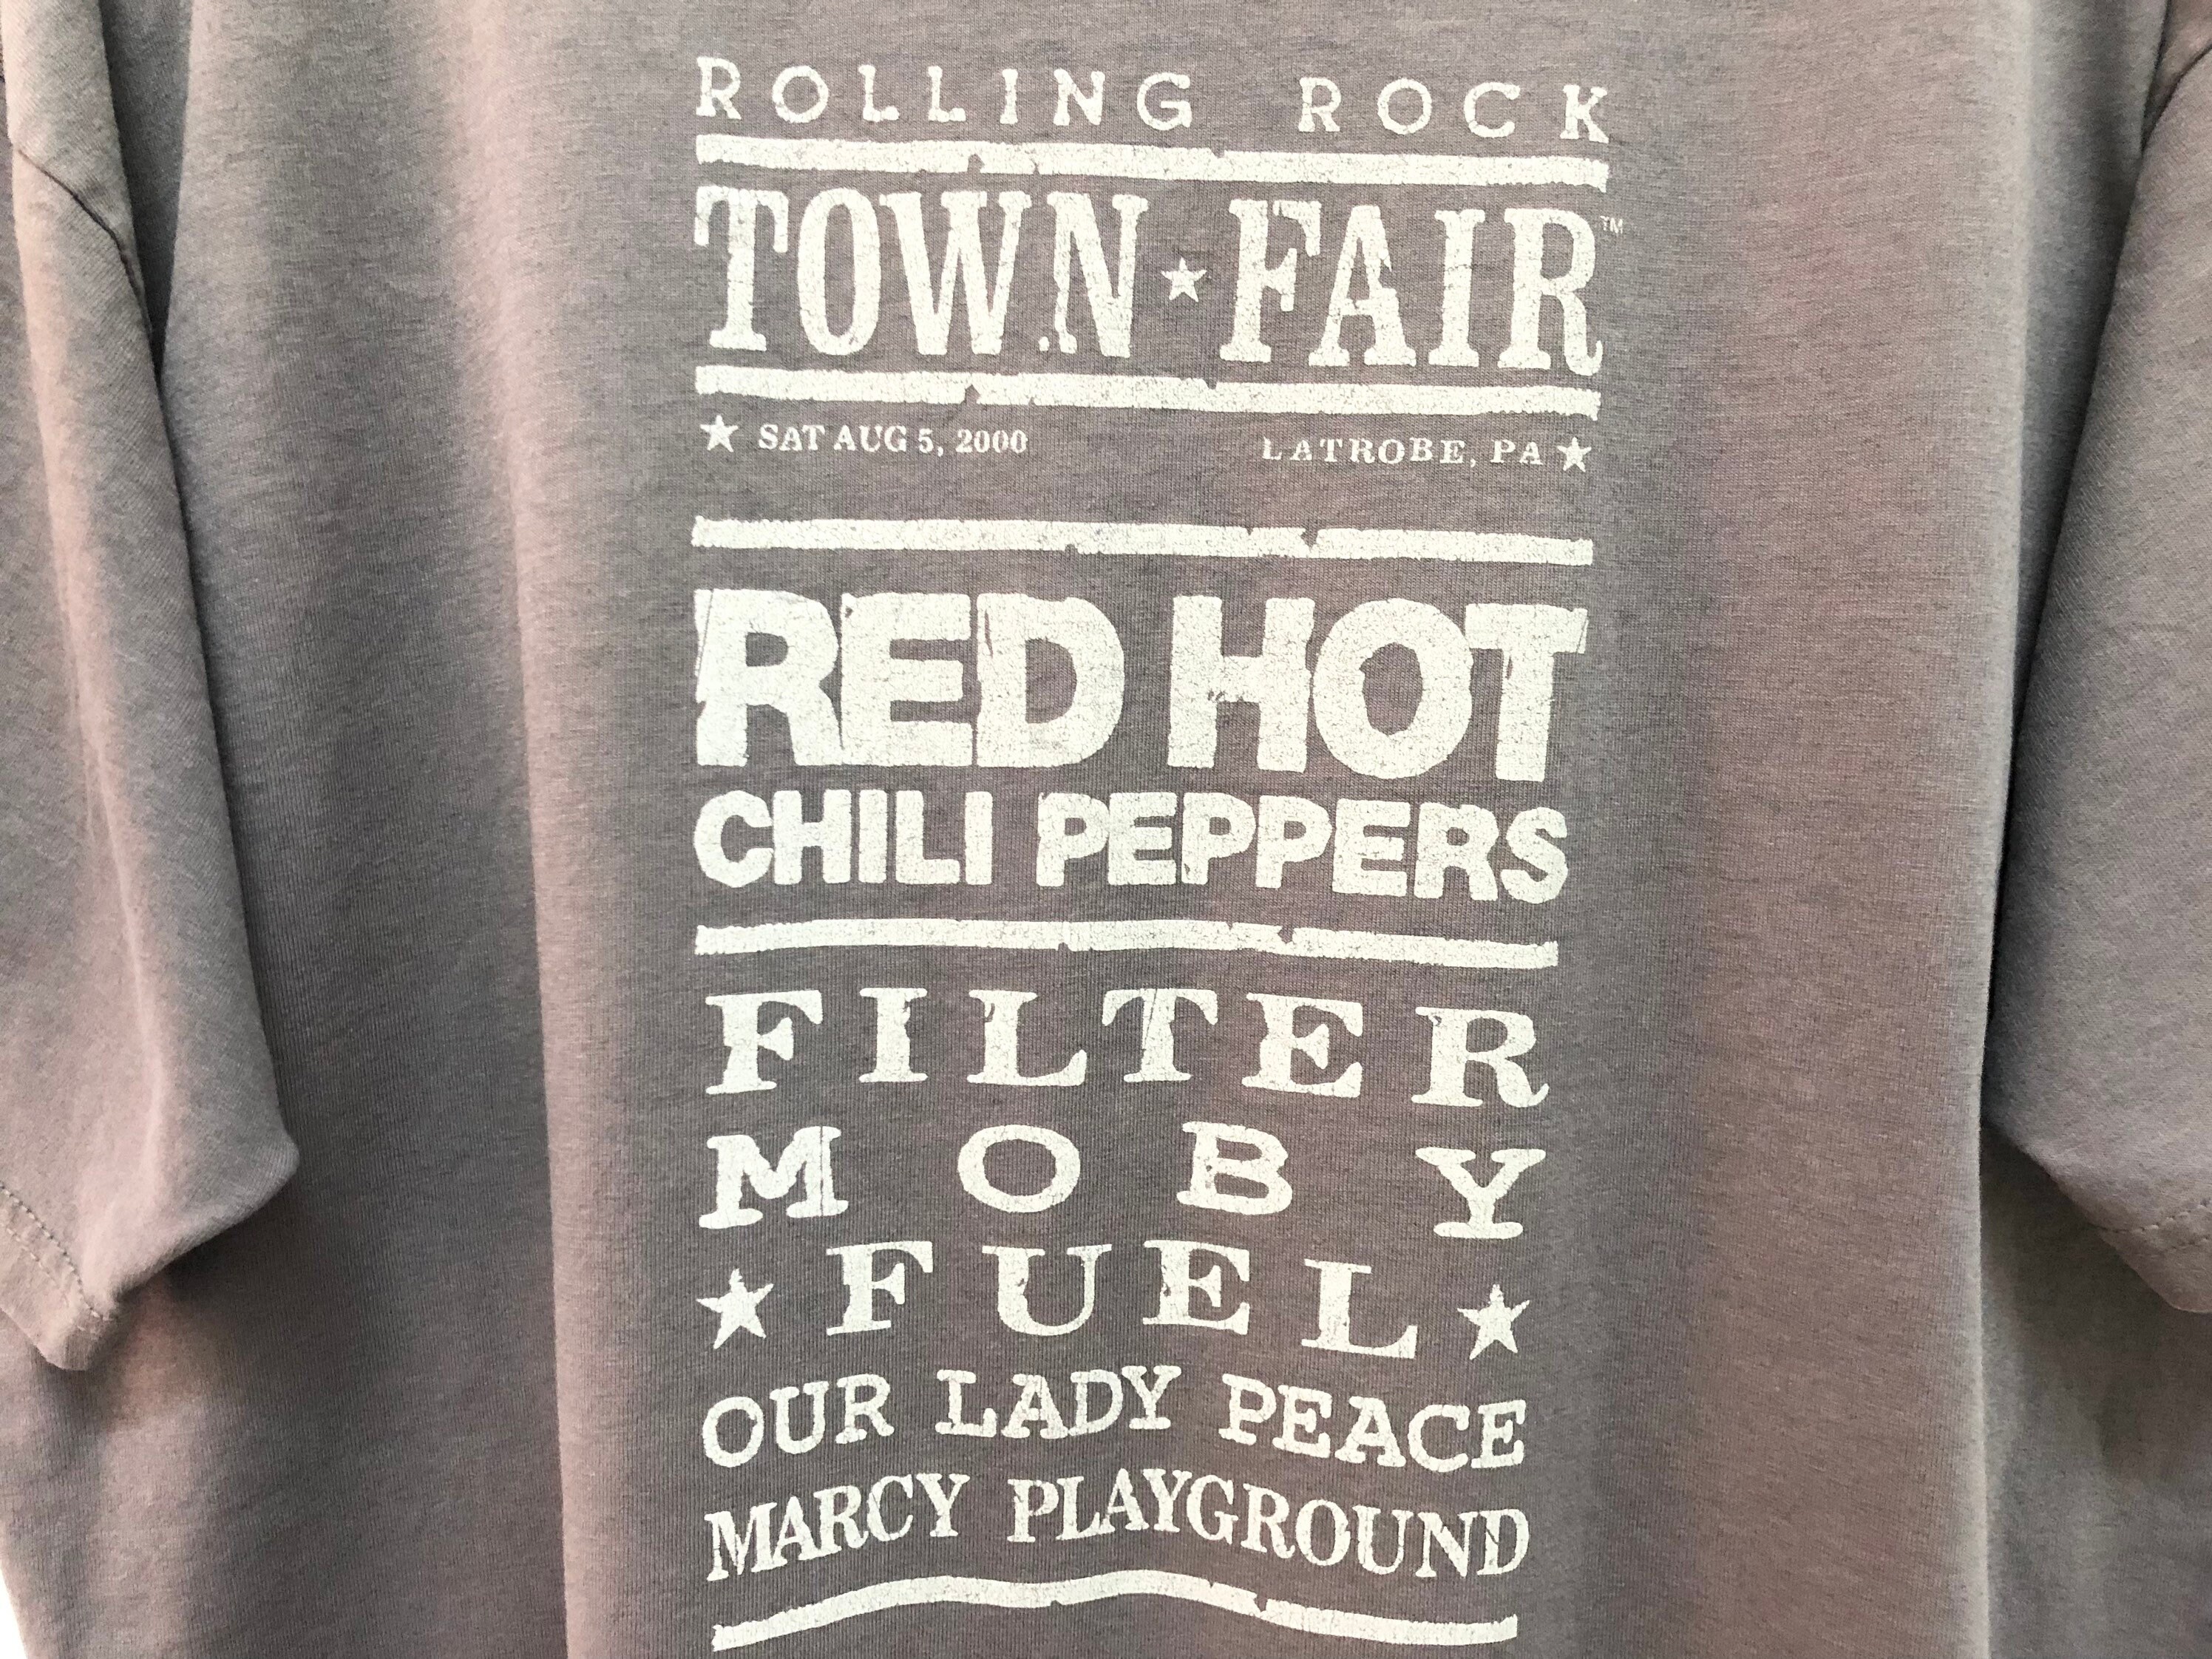 ROLLING ROCK
TOWN★FAIR™
★ SAT AUG 5, 2000 LATROBE, PA ★
RED HOT
CHILI PEPPERS
FILTER
MOBY
★ FUEL ★
OUR LADY PEACE
MARCY PLAYGROUND